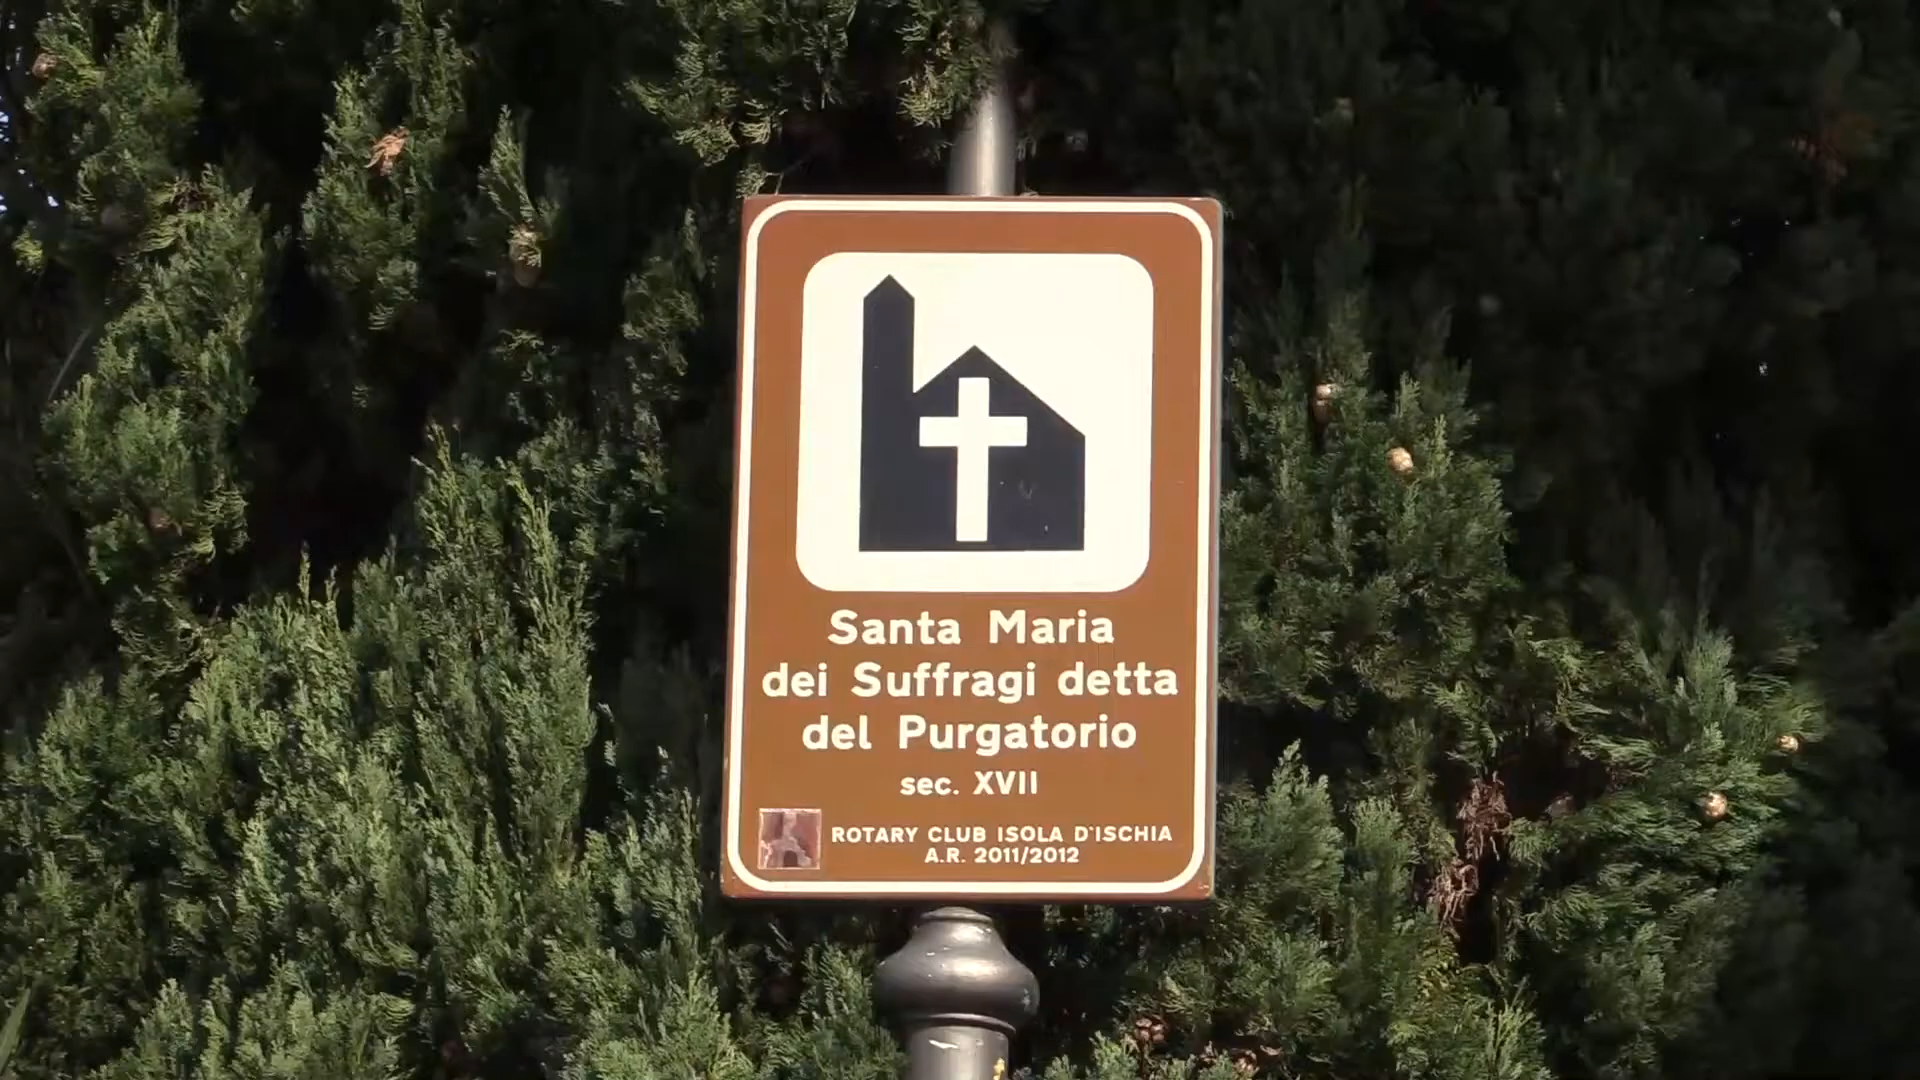 Santa Maria
dei Suffragi detta
del Purgatorio
sec. XVII
ROTARY CLUB ISOLA D'ISCHIA
A.R. 2011/2012